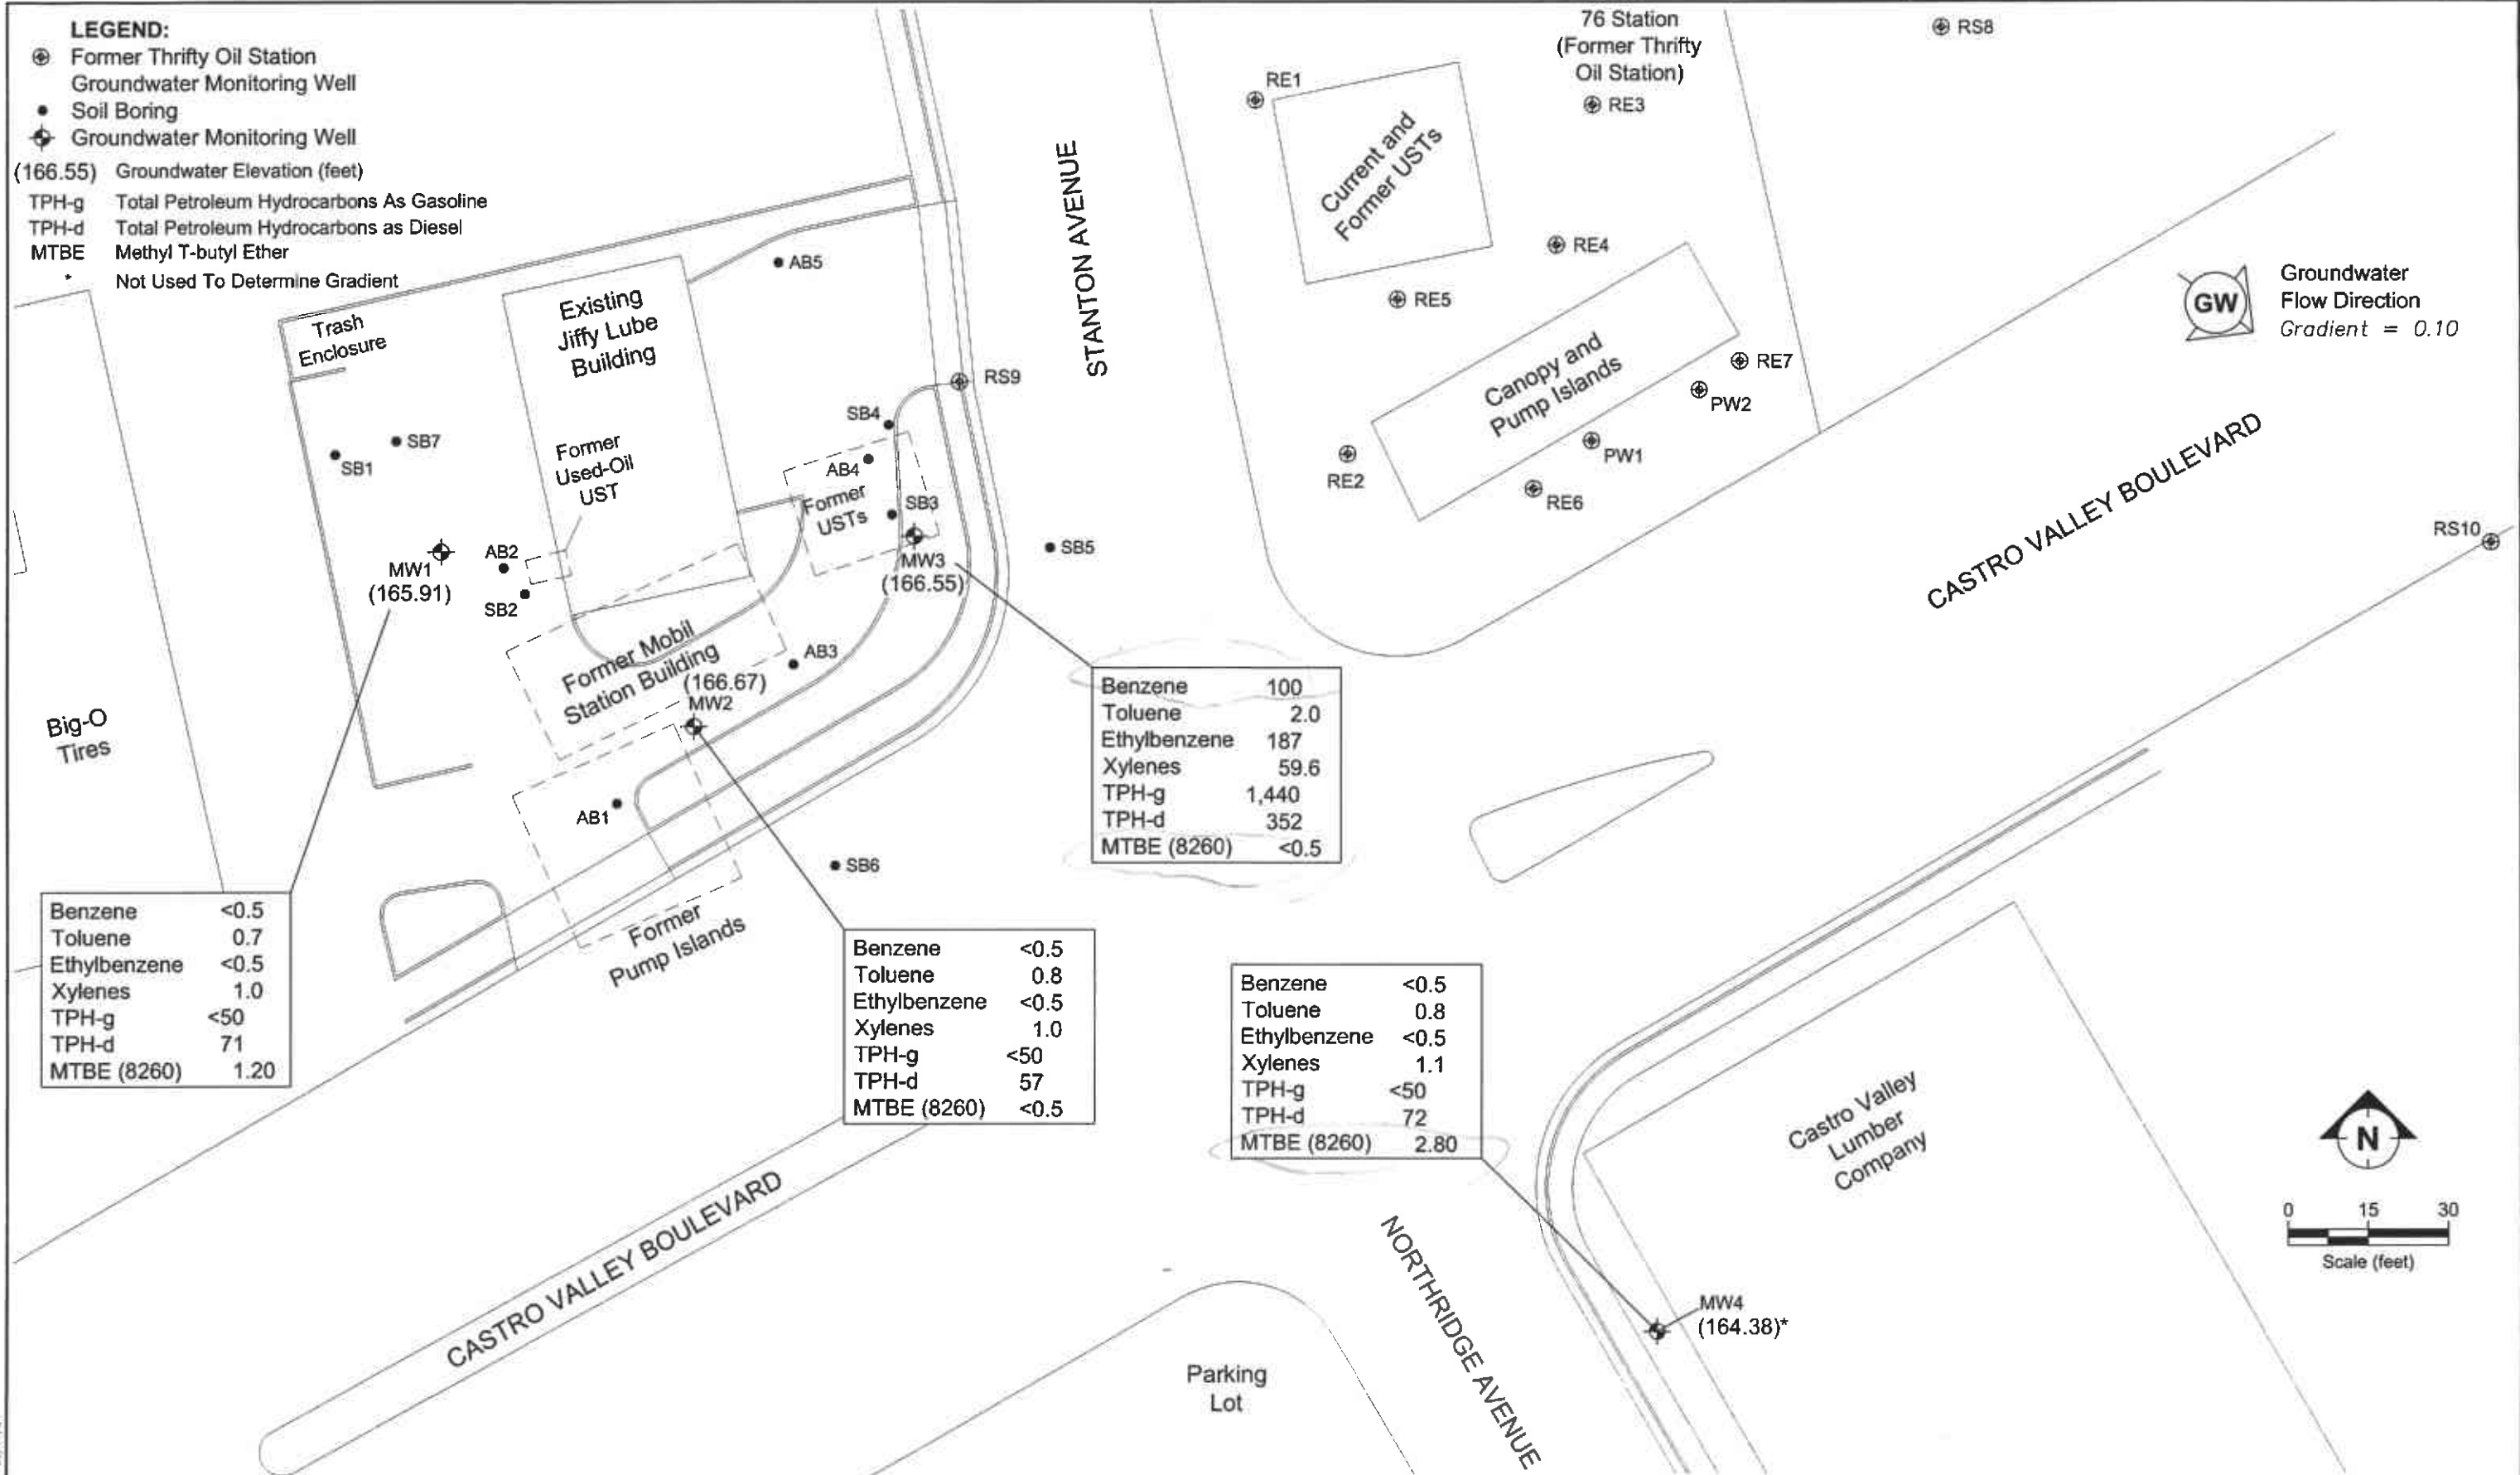 LEGEND:
Former Thrifty Oil Station
Groundwater Monitoring Well
Soil Boring
Groundwater Monitoring Well
(166.55) Groundwater Elevation (feet)
TPH-g Total Petroleum Hydrocarbons As Gasoline
TPH-d Total Petroleum Hydrocarbons as Diesel
MTBE Methyl T-butyl Ether
* Not Used To Determine Gradient
76 Station
(Former Thrifty
Oil Station)
RS8
RE1
RE3
Current and
Former USTs
RE4
RE5
Canopy and
Pump Islands
RE7
PW2
PW1
RE2
RE6
GW
Groundwater
Flow Direction
Gradient = 0.10
STANTON AVENUE
CASTRO VALLEY BOULEVARD
RS10
AB5
Trash
Enclosure
Existing
Jiffy Lube
Building
RS9
SB4
SB7
SB1
Former
Used-Oil
UST
AB4
Former
USTs
SB3
MW3
(166.55)
SB5
MW1
(165.91)
AB2
SB2
Former Mobil
Station Building
AB3
(166.67)
MW2
Big-O
Tires
AB1
SB6
Former
Pump Islands
Benzene 100
Toluene 2.0
Ethylbenzene 187
Xylenes 59.6
TPH-g 1,440
TPH-d 352
MTBE (8260) <0.5
Benzene <0.5
Toluene 0.7
Ethylbenzene <0.5
Xylenes 1.0
TPH-g <50
TPH-d 71
MTBE (8260) 1.20
Benzene <0.5
Toluene 0.8
Ethylbenzene <0.5
Xylenes 1.0
TPH-g <50
TPH-d 57
MTBE (8260) <0.5
Benzene <0.5
Toluene 0.8
Ethylbenzene <0.5
Xylenes 1.1
TPH-g <50
TPH-d 72
MTBE (8260) 2.80
Castro Valley
Lumber
Company
N
0 15 30
Scale (feet)
CASTRO VALLEY BOULEVARD
NORTHRIDGE AVENUE
MW4
(164.38)*
Parking
Lot